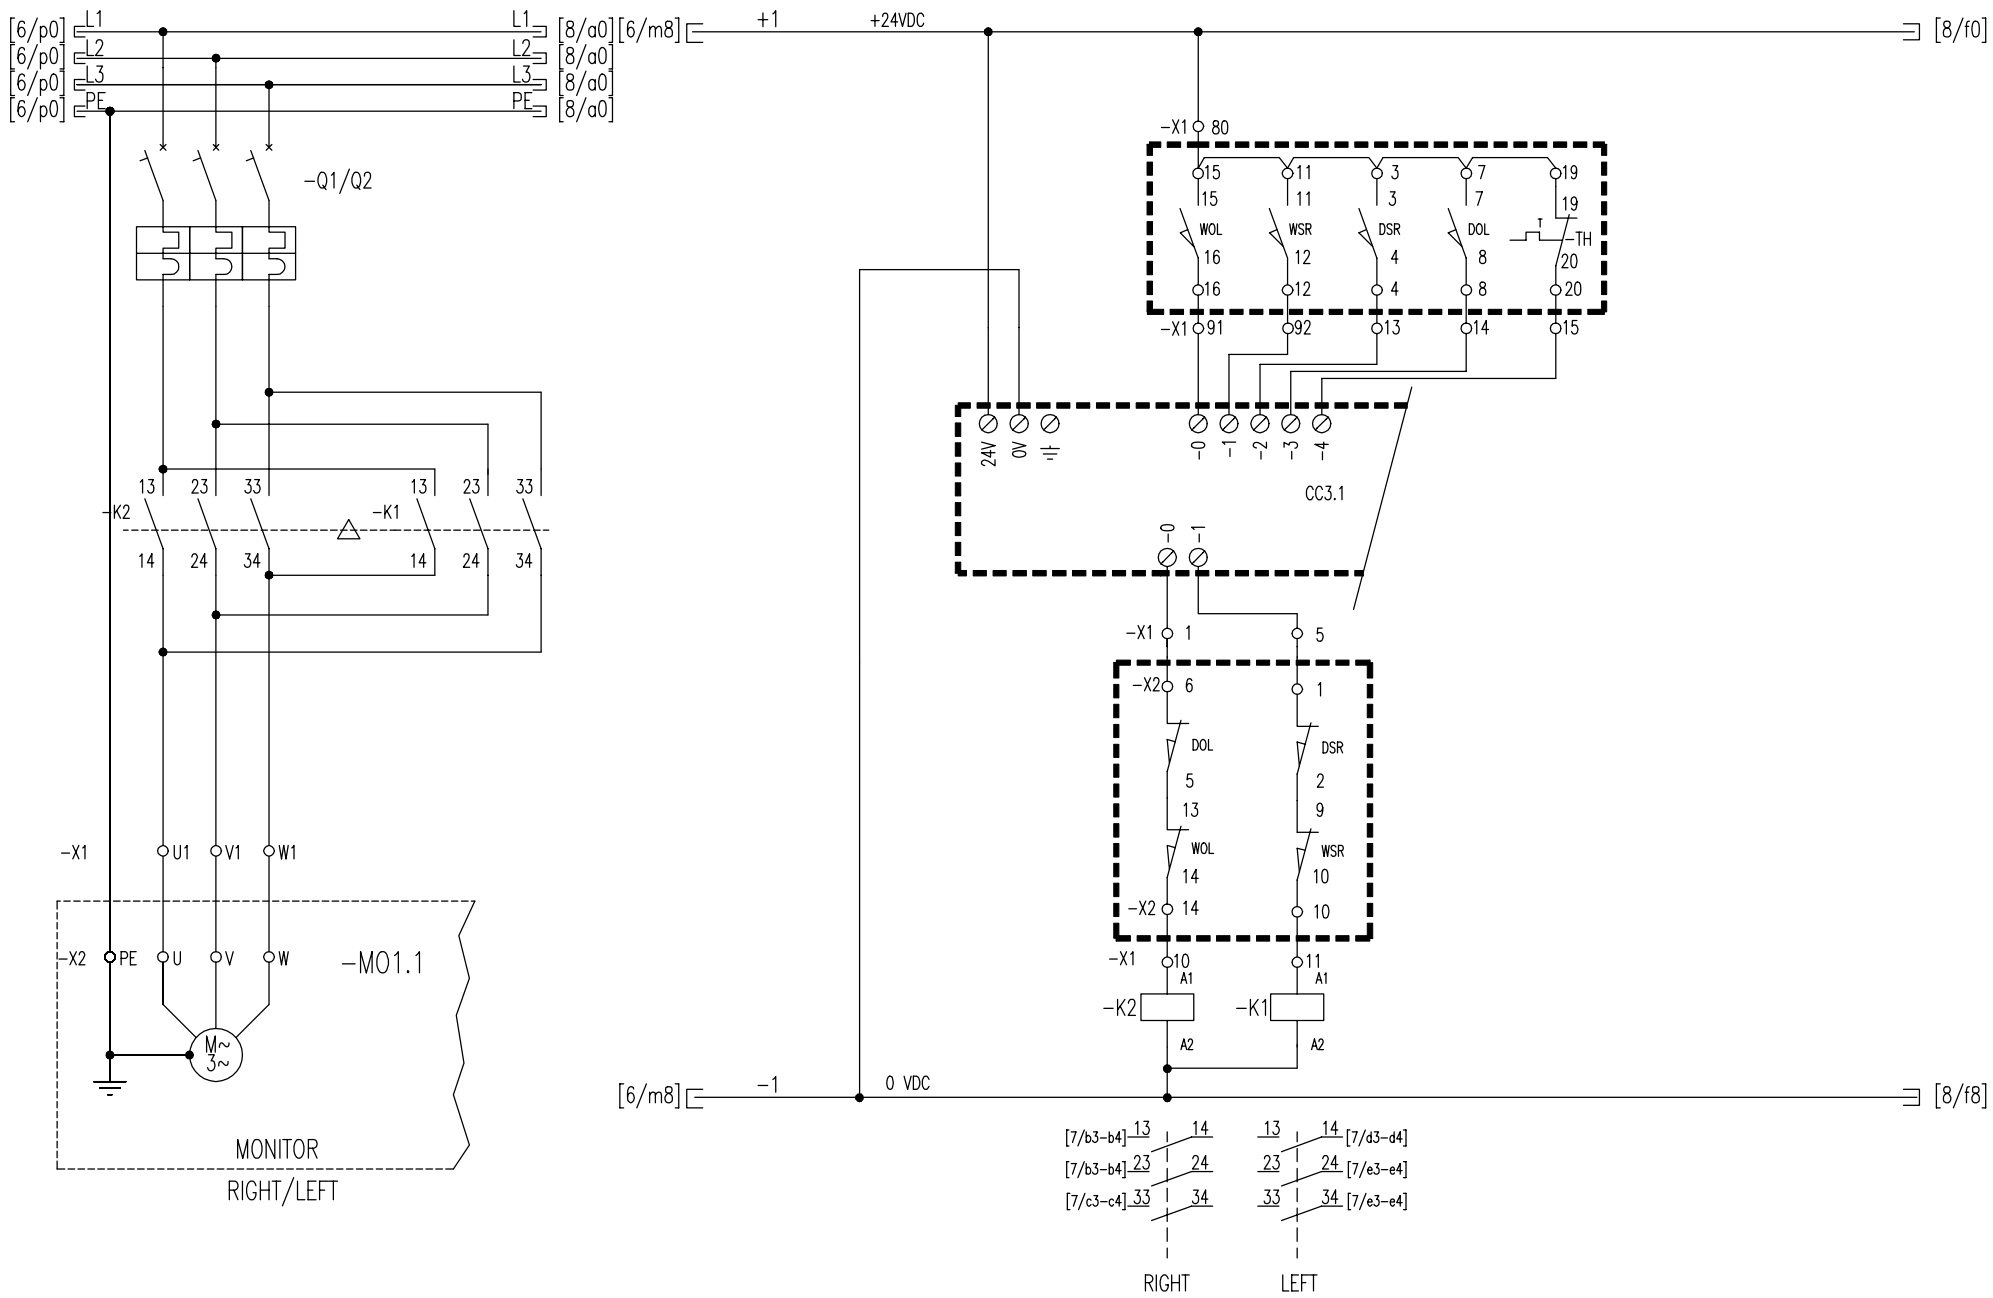 [6/p0] L1 L1 [8/a0] [6/m8] +1 +24VDC [8/f0]
[6/p0] L2 L2 [8/a0]
[6/p0] L3 L3 [8/a0]
[6/p0] PE PE [8/a0]
-X1 80
-Q1/Q2
15 11 3 7 19
15 11 3 7 19
WOL WSR DSR DOL T -TH
16 12 4 8 20
16 12 4 8 20
-X1 91 92 13 14 15
24V 0V -0 -1 -2 -3 -4
CC3.1
13 23 33 13 23 33
-K2 -K1
14 24 34 14 24 34
-0 -1
-X1 1 5
-X2 6 1
DOL DSR
5 2
13 9
WOL WSR
14 10
-X2 14 10
-X1 U1 V1 W1
-X2 PE U V W -M01.1
-X1 10 11
A1 A1
-K2 -K1
A2 A2
M~
3~
[6/m8] -1 0 VDC [8/f8]
MONITOR
RIGHT/LEFT
[7/b3-b4] 13 14 13 14 [7/d3-d4]
[7/b3-b4] 23 24 23 24 [7/e3-e4]
[7/c3-c4] 33 34 33 34 [7/e3-e4]
RIGHT LEFT